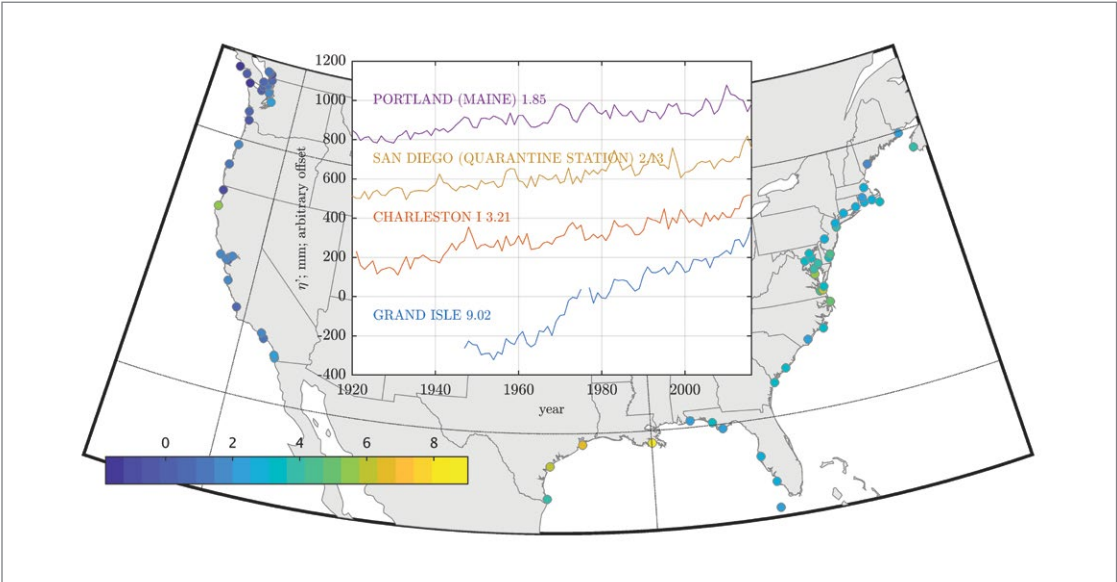 1200
1000
800
600
400
200
0
-200
-400
η'; mm; arbitrary offset
PORTLAND (MAINE) 1.85
SAN DIEGO (QUARANTINE STATION) 2.13
CHARLESTON I 3.21
GRAND ISLE 9.02
1920 1940 1960 1980 2000
year
0 2 4 6 8